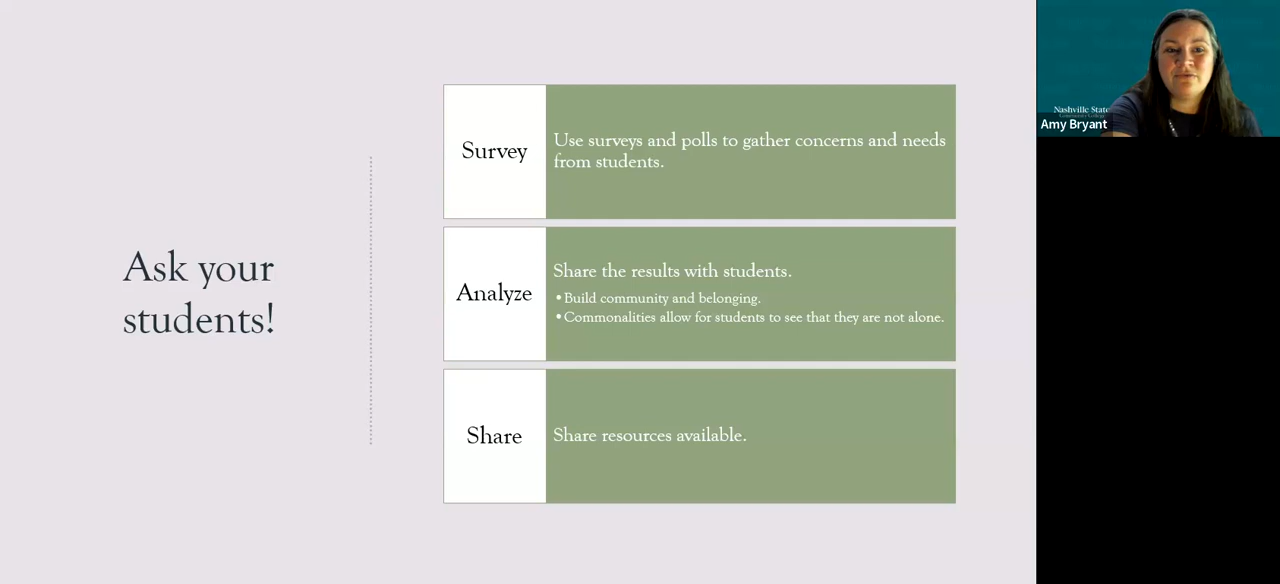 Ask your
students!
Survey
Use surveys and polls to gather concerns and needs
from students.
Analyze
Share the results with students.
• Build community and belonging.
• Commonalities allow for students to see that they are not alone.
Share
Share resources available.
Nashville State
Community College
Amy Bryant